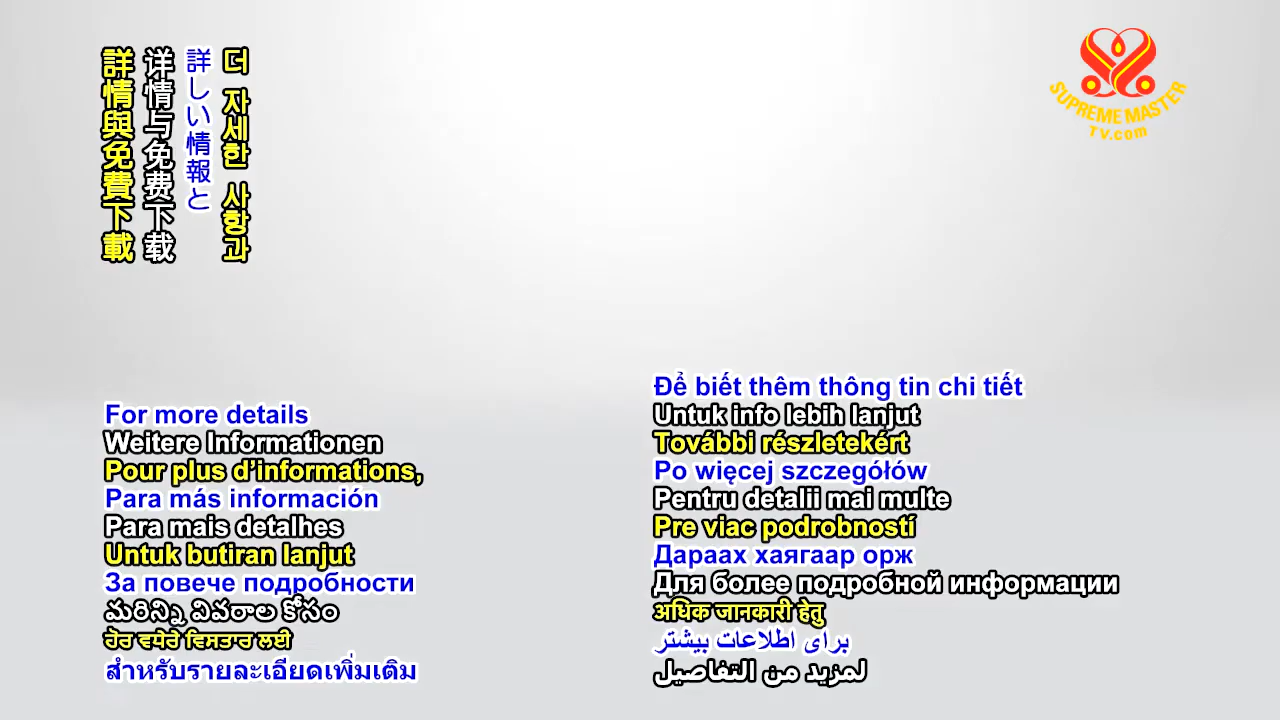 詳情與免費下載
详情与免费下载
詳しい情報と
더 자세한 사항과
SUPREME MASTER
TV.com
For more details
Weitere Informationen
Pour plus d'informations,
Para más información
Para mais detalhes
Untuk butiran lanjut
За повече подробности
మరిన్ని వివరాల కోసం
ਹੋਰ ਵਧੇਰੇ ਵਿਸਤਾਰ ਲਈ
สำหรับรายละเอียดเพิ่มเติม
Để biết thêm thông tin chi tiết
Untuk info lebih lanjut
További részletekért
Po więcej szczegółów
Pentru detalii mai multe
Pre viac podrobností
Дараах хаягаар орж
Для более подробной информации
अधिक जानकारी हेतु
برای اطلاعات بیشتر
لمزيد من التفاصيل